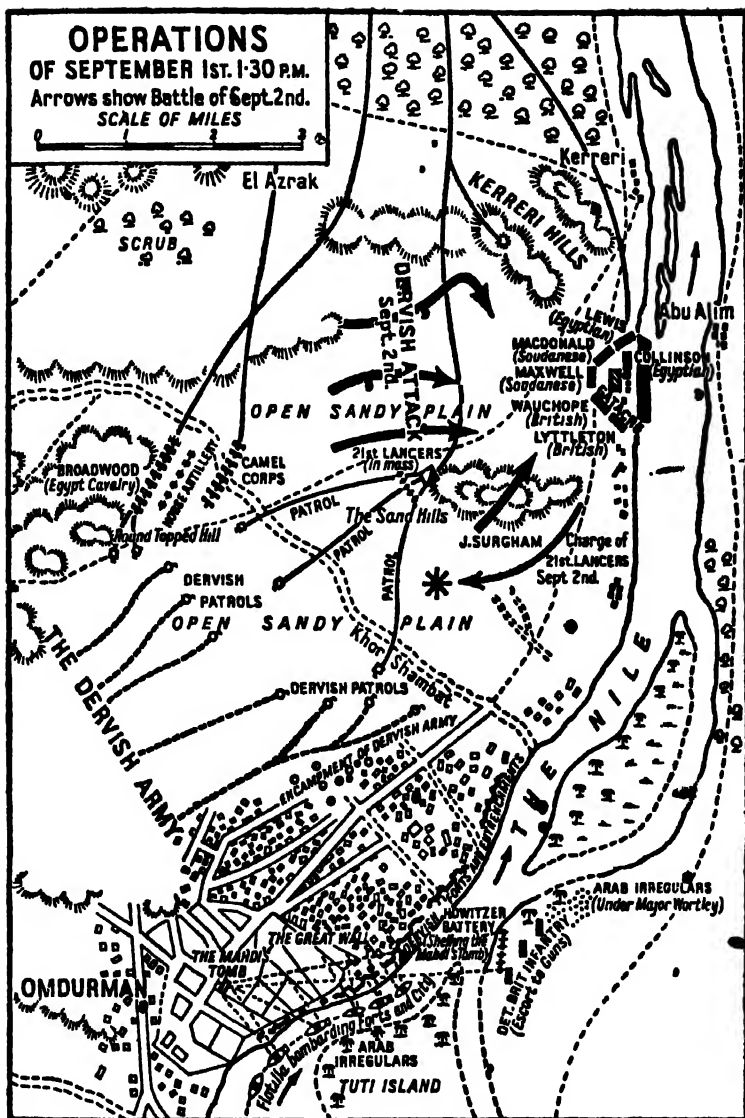 OPERATIONS
OF SEPTEMBER 1ST. 1·30 P.M.
Arrows show Battle of Sept. 2nd.
SCALE OF MILES
0 1 2 3
El Azrak
SCRUB
Kerreri
KERRERI HILLS
DERVISH ATTACK
Sept. 2nd.
LEWIS
(Egyptian)
Abu Alim
MACDONALD
(Soudanese)
COLLINSON
(Egyptian)
MAXWELL
(Soudanese)
WAUCHOPE
(British)
LYTTLETON
(British)
OPEN SANDY PLAIN
21st LANCERS
(in mass)
BROADWOOD
(Egypt Cavalry)
HORSE ARTILLERY
CAMEL
CORPS
PATROL
The Sand Hills
PATROL
PATROL
J. SURGHAM
Charge of
21st. LANCERS
Sept. 2nd.
Round Topped Hill
DERVISH
PATROLS
OPEN SANDY PLAIN
Khor Shambat
THE DERVISH ARMY
DERVISH PATROLS
ENCAMPMENT OF DERVISH ARMY
THE NILE
DERVISH FORTS AND ENTRENCHMENTS
ARAB IRREGULARS
(Under Major Wortley)
HOWITZER
BATTERY
(Shelling the
Mahdi's Tomb)
DET. BRIT. INFANTRY
(Escort to Guns)
THE GREAT WALL
THE MAHDI'S
TOMB
OMDURMAN
Flotilla bombarding Forts and City
ARAB
IRREGULARS
TUTI ISLAND